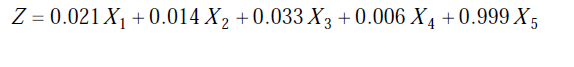 Z = 0.021 X₁ + 0.014 X₂ + 0.033 X₃ + 0.006 X₄ + 0.999 X₅